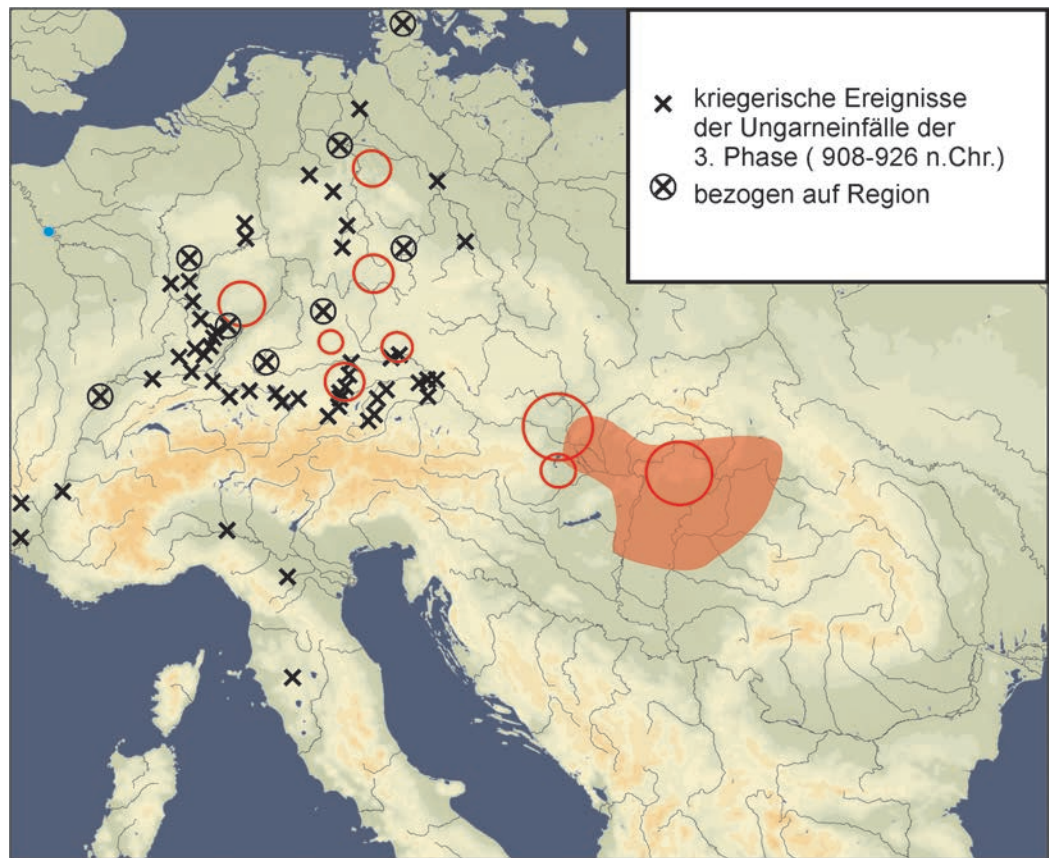 kriegerische Ereignisse
der Ungarneinfälle der
3. Phase ( 908-926 n.Chr.)
bezogen auf Region